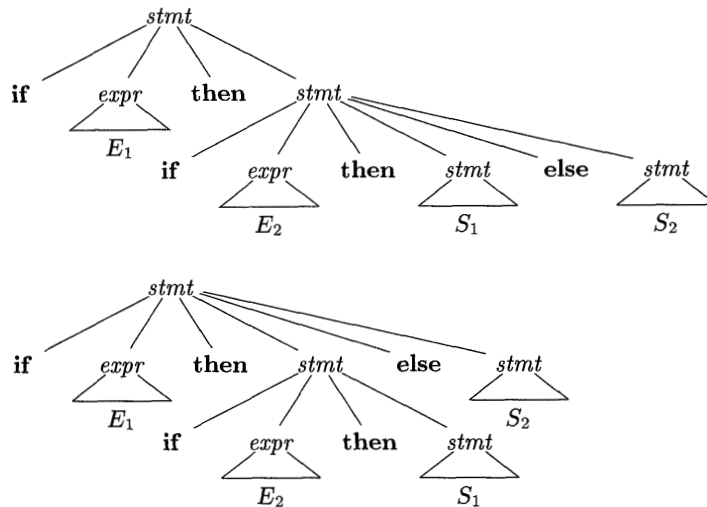 stmt
if expr then stmt
E₁
if expr then stmt else stmt
E₂ S₁ S₂
stmt
if expr then stmt else stmt
E₁ S₂
if expr then stmt
E₂ S₁